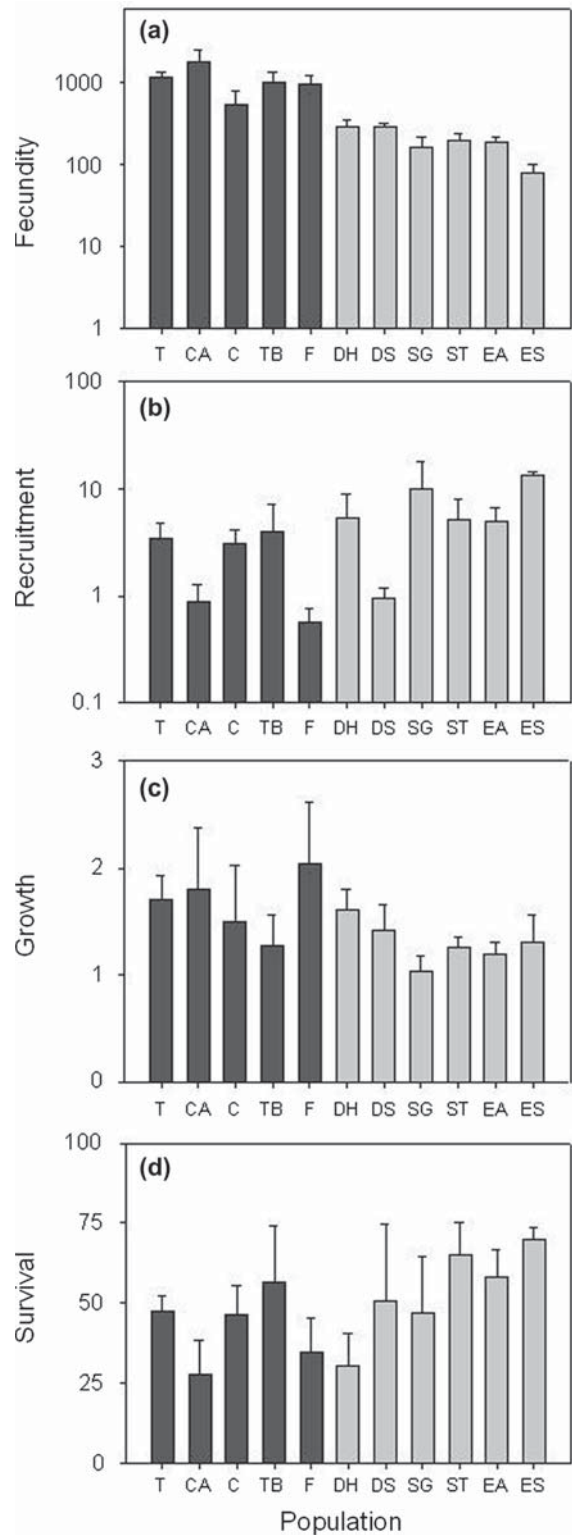 (a)
Fecundity
1000
100
10
1
T CA C TB F DH DS SG ST EA ES
(b)
Recruitment
100
10
1
0.1
T CA C TB F DH DS SG ST EA ES
(c)
Growth
3
2
1
0
T CA C TB F DH DS SG ST EA ES
(d)
Survival
100
75
50
25
0
T CA C TB F DH DS SG ST EA ES
Population